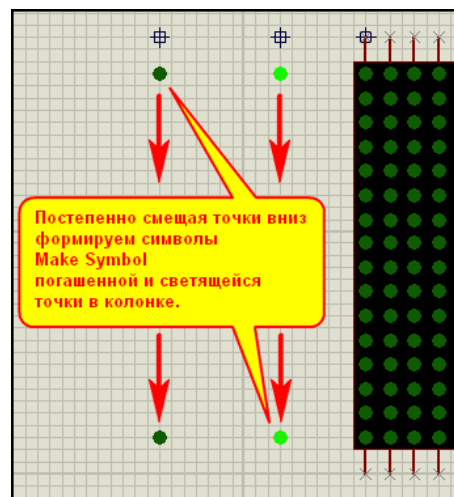 Постепенно смещая точки вниз
формируем символы
Make Symbol
погашенной и светящейся
точки в колонке.